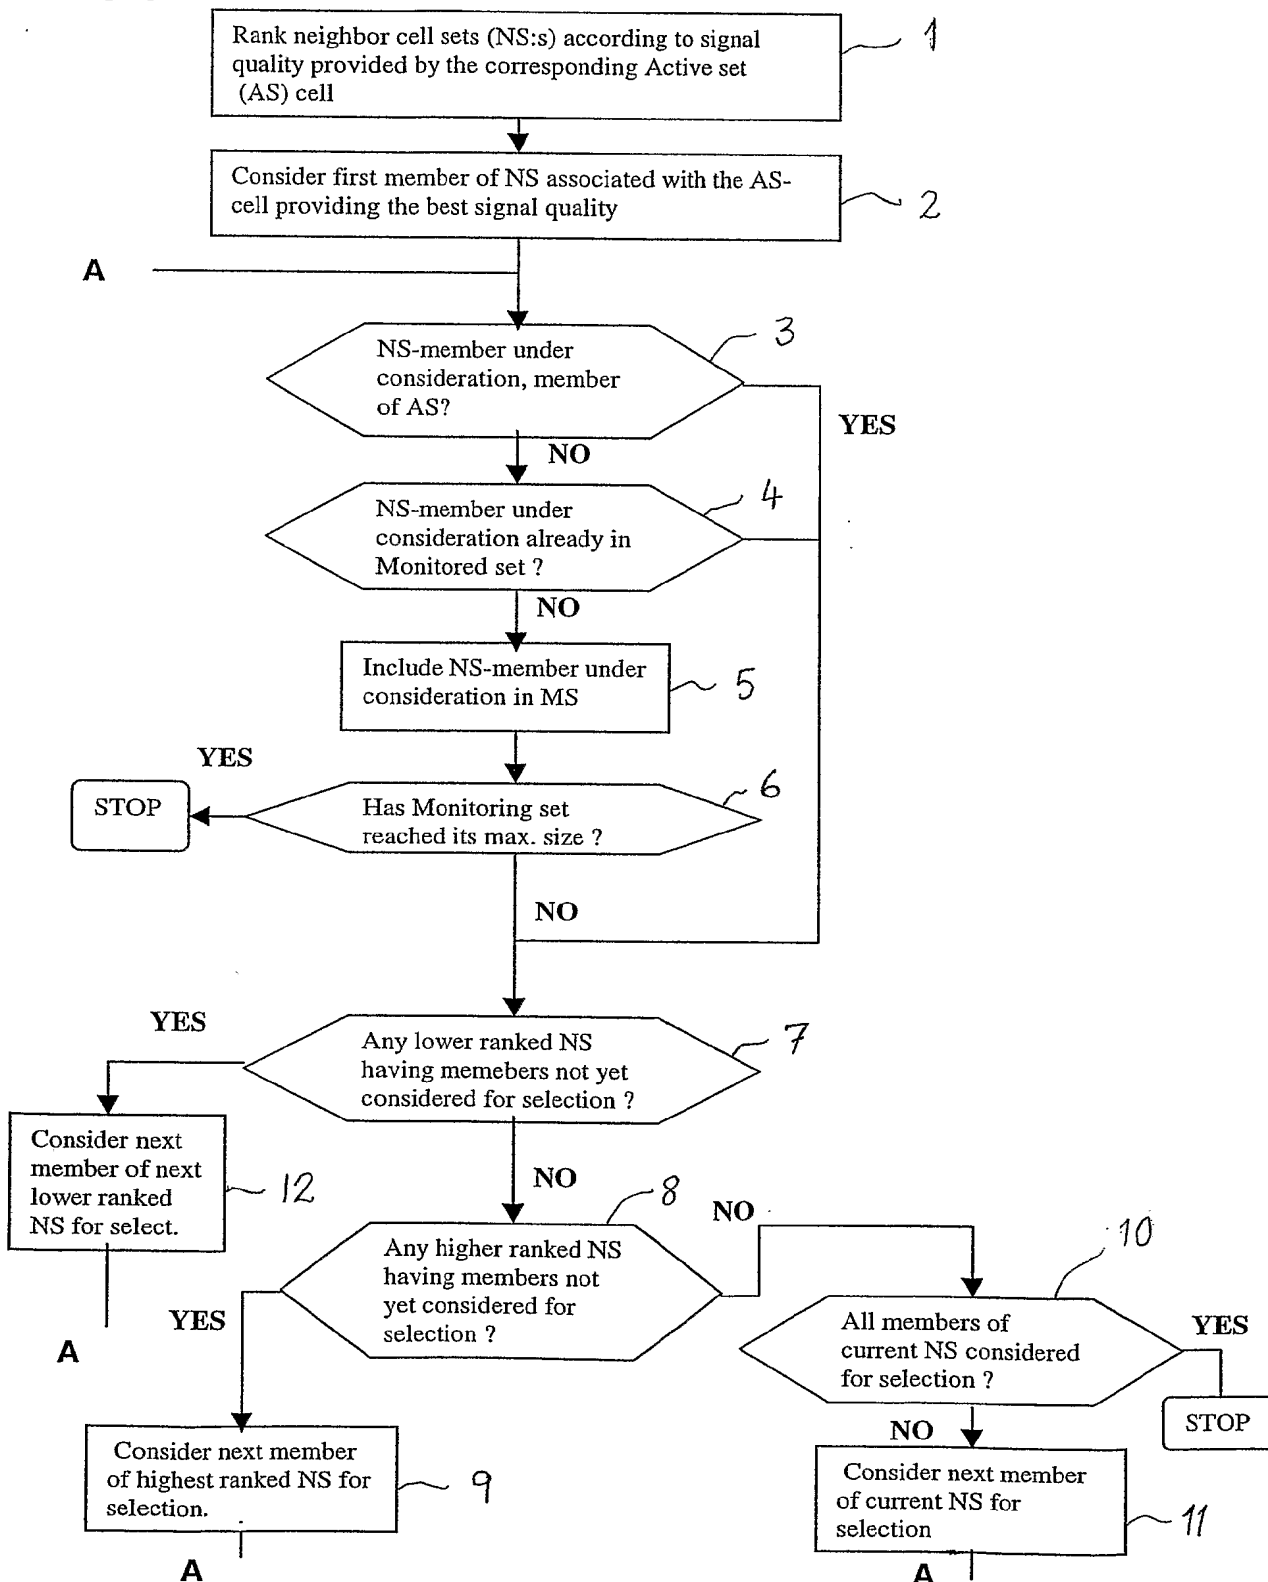 Rank neighbor cell sets (NS:s) according to signal
quality provided by the corresponding Active set
(AS) cell
1
Consider first member of NS associated with the AS-
cell providing the best signal quality
2
A
NS-member under
consideration, member
of AS?
3
YES
NO
NS-member under
consideration already in
Monitored set ?
4
NO
Include NS-member under
consideration in MS
5
YES
STOP
Has Monitoring set
reached its max. size ?
6
NO
YES
Any lower ranked NS
having memebers not yet
considered for selection ?
7
Consider next
member of next
lower ranked
NS for select.
12
NO
8
NO
Any higher ranked NS
having members not
yet considered for
selection ?
10
YES
A
All members of
current NS considered
for selection ?
YES
STOP
NO
Consider next member
of highest ranked NS for
selection.
9
Consider next member
of current NS for
selection
11
A
A